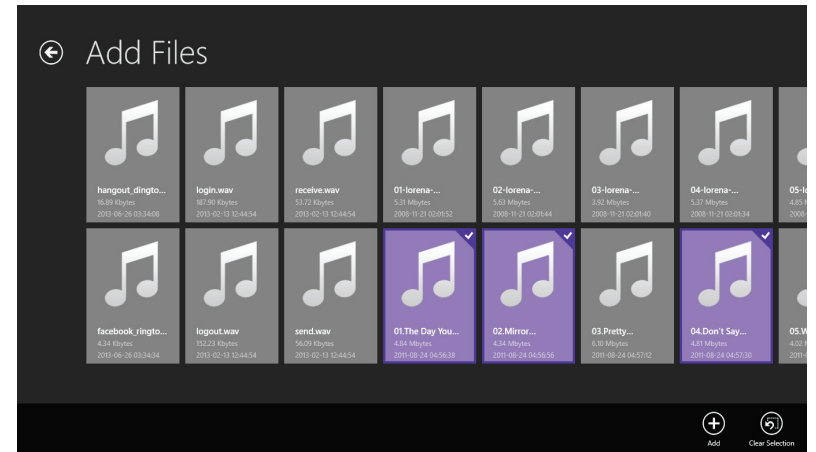 Add Files
hangout_dingto...
16.89 Kbytes
2013-06-26 03:34:06
login.wav
187.90 Kbytes
2013-02-13 12:44:54
receive.wav
53.72 Kbytes
2013-02-13 12:44:54
01-lorena-...
5.31 Mbytes
2008-11-21 02:01:52
02-lorena-...
5.63 Mbytes
2008-11-21 02:01:44
03-lorena-...
3.92 Mbytes
2008-11-21 02:01:40
04-lorena-...
5.37 Mbytes
2008-11-21 02:01:34
05-l
4.85
2008-
facebook_ringto...
4.34 Kbytes
2013-06-26 03:34:34
logout.wav
152.23 Kbytes
2013-02-13 12:44:54
send.wav
56.09 Kbytes
2013-02-13 12:44:54
01.The Day You...
4.84 Mbytes
2011-08-24 04:56:38
02.Mirror...
4.34 Mbytes
2011-08-24 04:56:56
03.Pretty...
6.10 Mbytes
2011-08-24 04:57:12
04.Don't Say...
4.81 Mbytes
2011-08-24 04:57:30
05.W
4.02
2011-
Add
Clear Selection